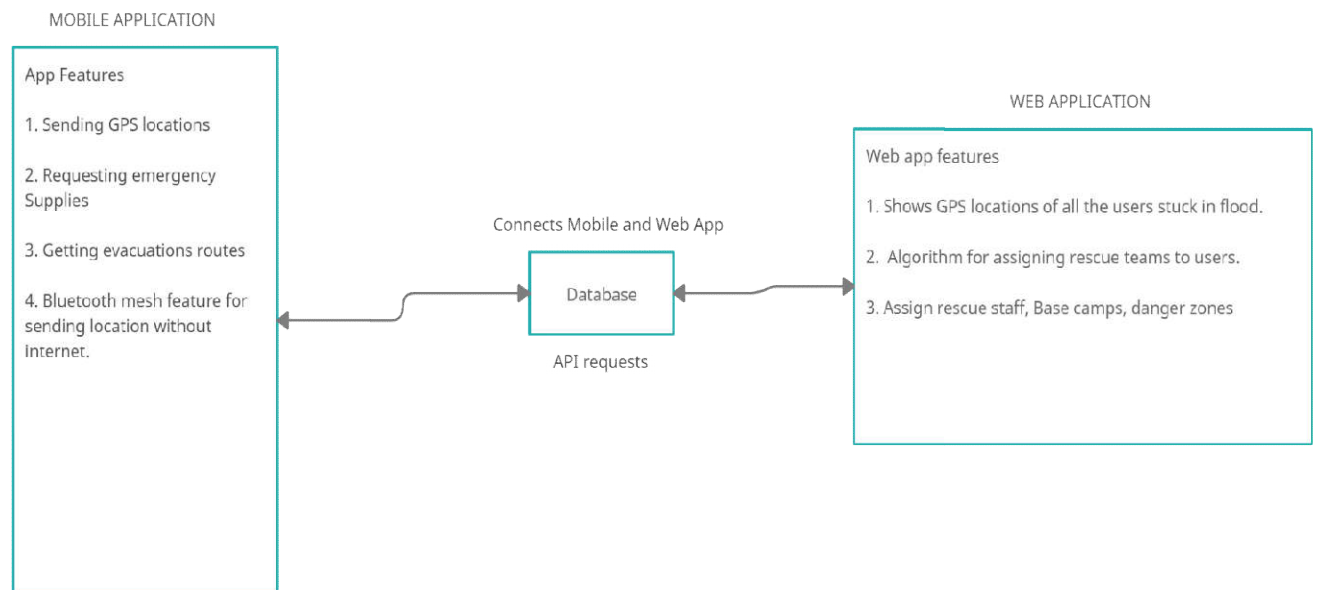 MOBILE APPLICATION
App Features
1. Sending GPS locations
2. Requesting emergency
Supplies
3. Getting evacuations routes
4. Bluetooth mesh feature for
sending location without
internet.
Connects Mobile and Web App
Database
API requests
WEB APPLICATION
Web app features
1. Shows GPS locations of all the users stuck in flood.
2. Algorithm for assigning rescue teams to users.
3. Assign rescue staff, Base camps, danger zones